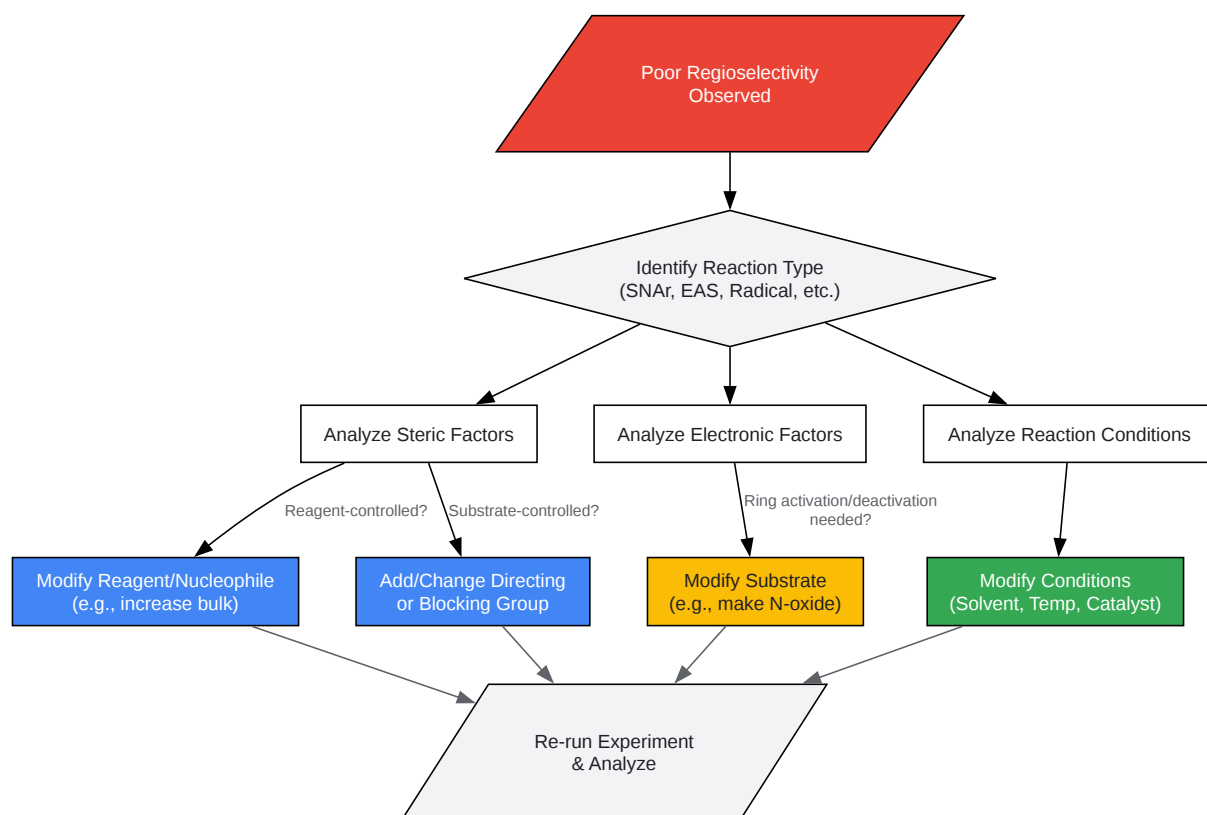 Poor Regioselectivity
Observed
Identify Reaction Type
(SNAr, EAS, Radical, etc.)
Analyze Steric Factors
Analyze Electronic Factors
Analyze Reaction Conditions
Reagent-controlled?
Substrate-controlled?
Ring activation/deactivation
needed?
Modify Reagent/Nucleophile
(e.g., increase bulk)
Add/Change Directing
or Blocking Group
Modify Substrate
(e.g., make N-oxide)
Modify Conditions
(Solvent, Temp, Catalyst)
Re-run Experiment
& Analyze